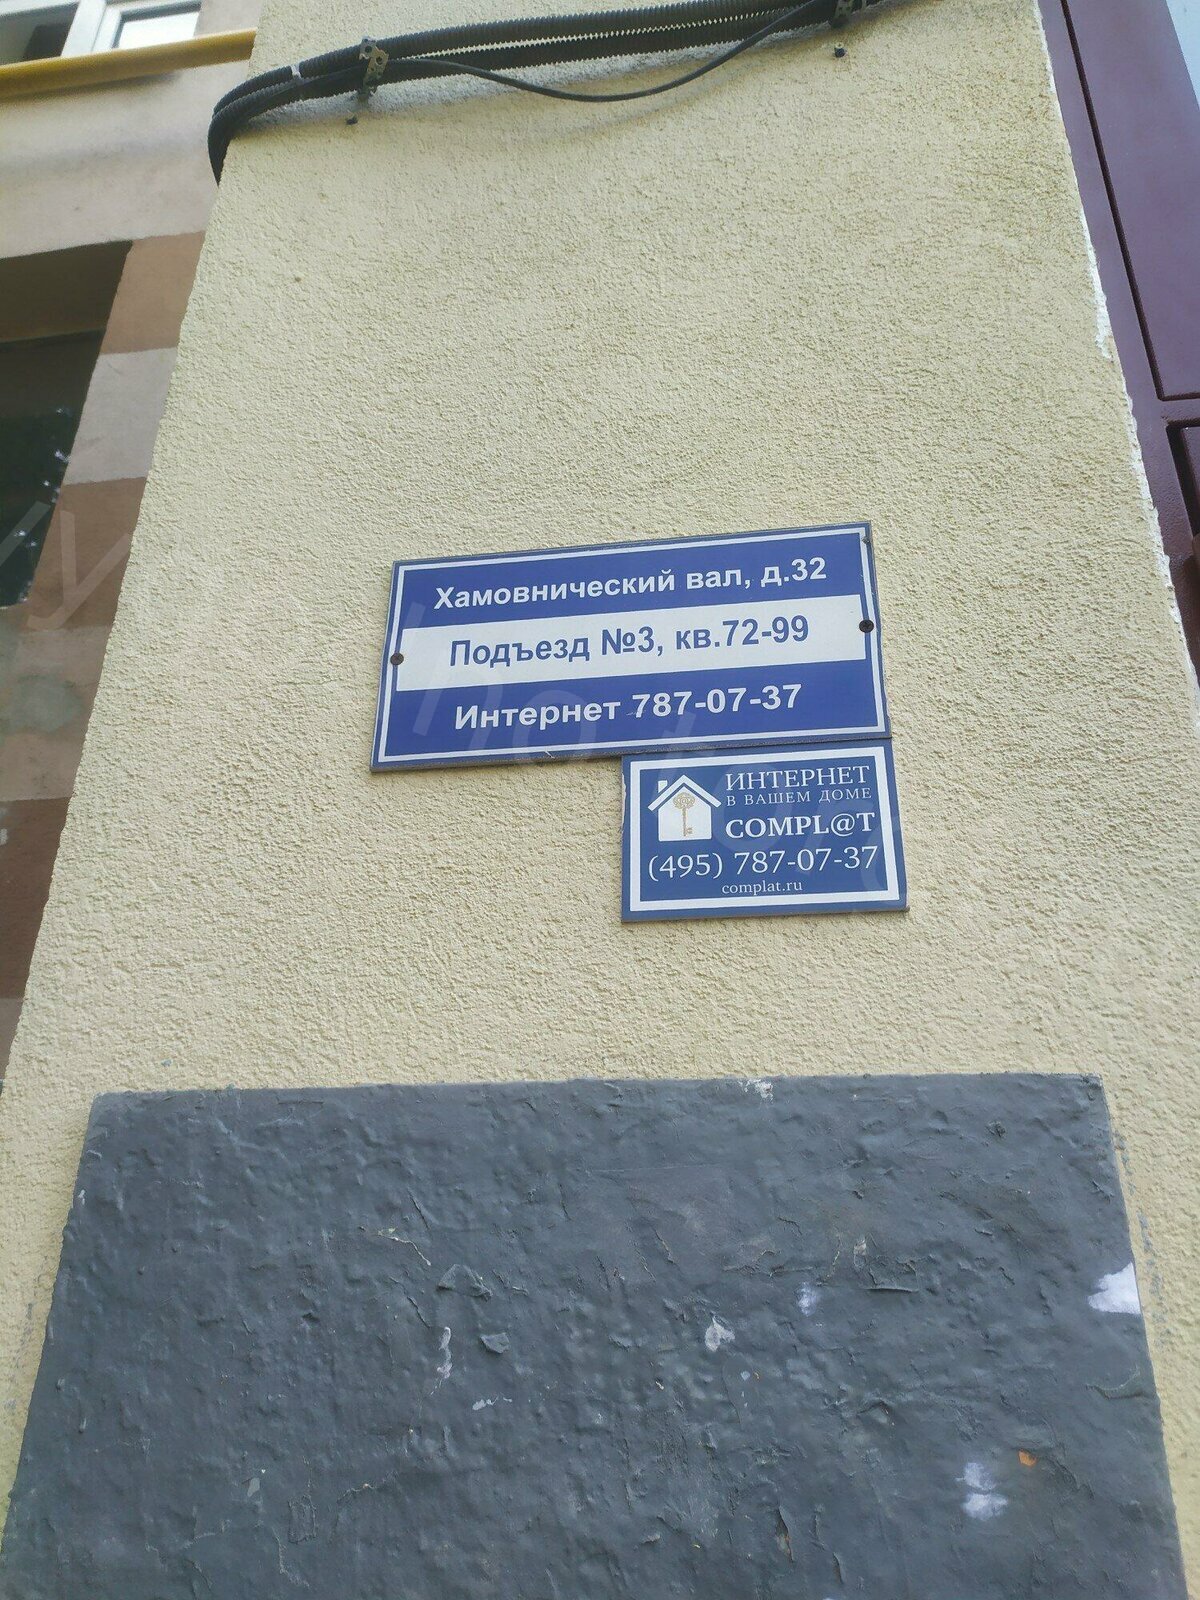 Хамовнический вал, д.32
Подъезд №3, кв.72-99
Интернет 787-07-37
ИНТЕРНЕТ
В ВАШЕМ ДОМЕ
COMPL@T
(495) 787-07-37
complat.ru